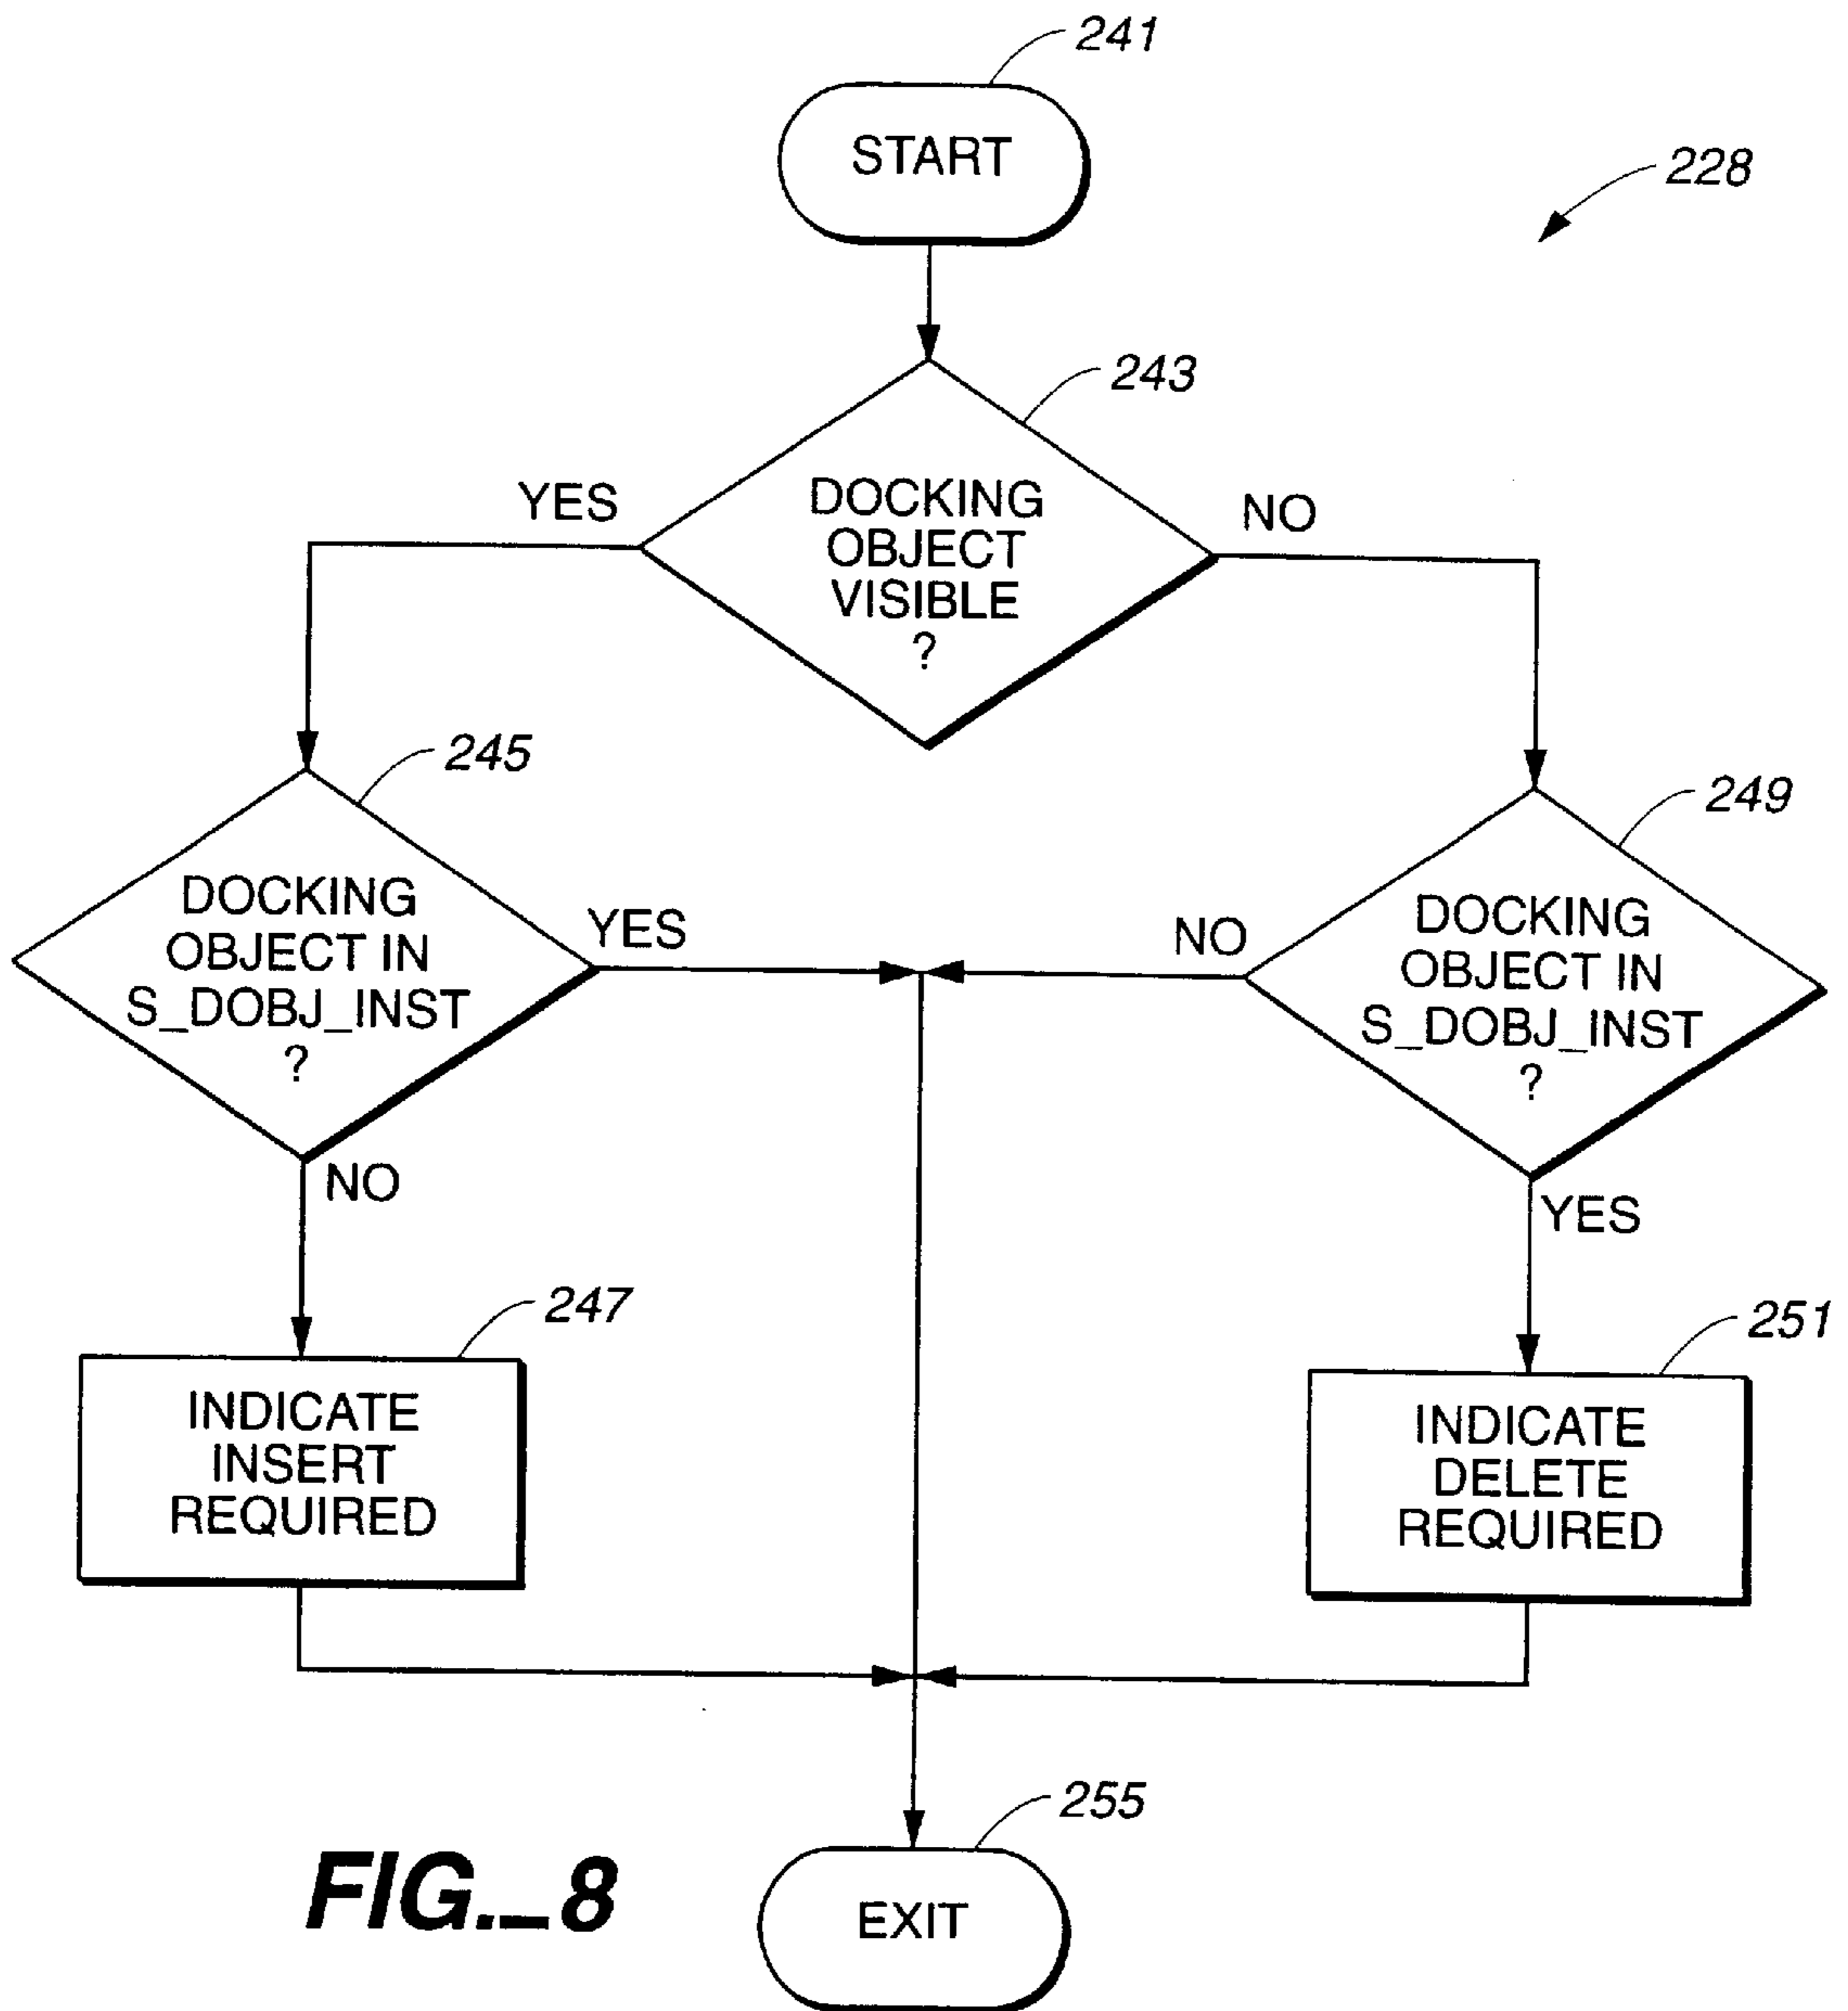 241
START
228
243
YES
DOCKING
OBJECT
VISIBLE
?
NO
245
249
DOCKING
OBJECT IN
S_DOBJ_INST
?
YES
NO
DOCKING
OBJECT IN
S_DOBJ_INST
?
NO
YES
247
251
INDICATE
INSERT
REQUIRED
INDICATE
DELETE
REQUIRED
255
EXIT
FIG._8